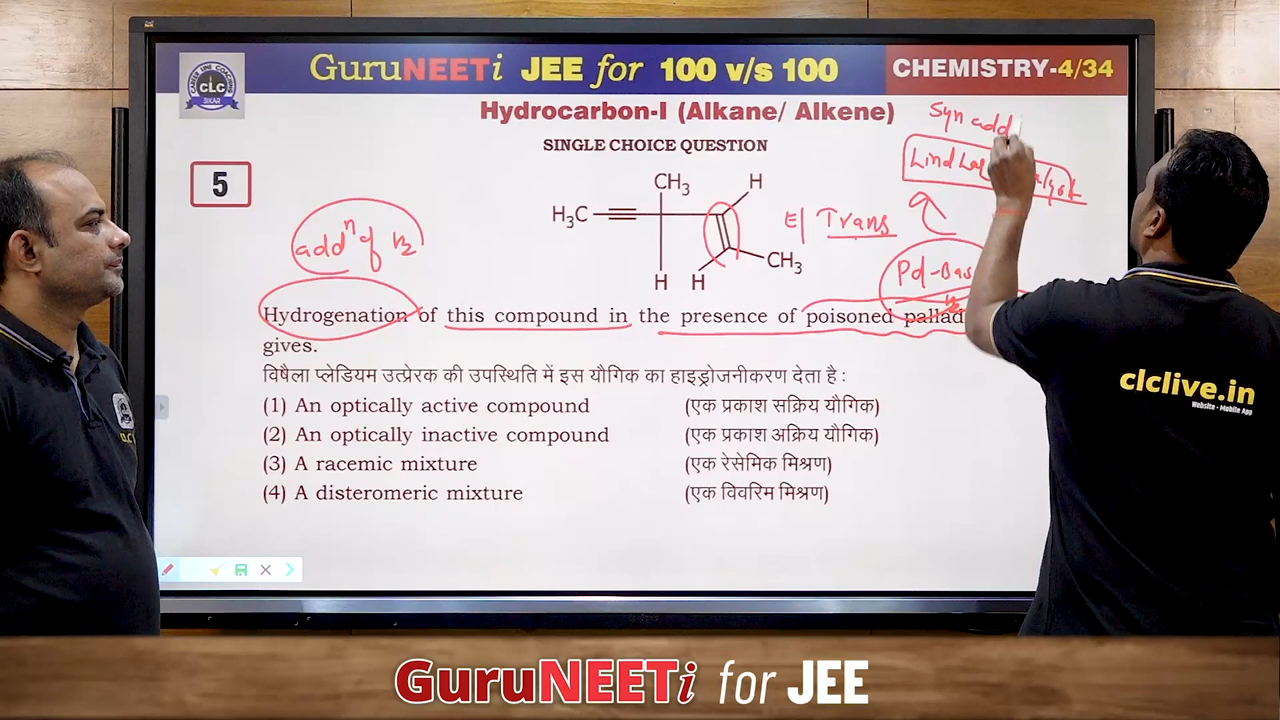 GuruNEETi JEE for 100 v/s 100
CHEMISTRY-4/34
CLC
SIKAR
Hydrocarbon-I (Alkane/ Alkene)
Syn add
SINGLE CHOICE QUESTION
5
CH₃
H
H₃C
E/ Trans
addⁿ of H₂
CH₃
H H
Hydrogenation of this compound in the presence of poisoned pallad
gives.
विषैला प्लेडियम उत्प्रेरक की उपस्थिति में इस यौगिक का हाइड्रोजनीकरण देता है :
(1) An optically active compound (एक प्रकाश सक्रिय यौगिक)
(2) An optically inactive compound (एक प्रकाश अक्रिय यौगिक)
(3) A racemic mixture (एक रेसेमिक मिश्रण)
(4) A disteromeric mixture (एक विवरिम मिश्रण)
clclive.in
Website - Mobile App
GuruNEETi for JEE